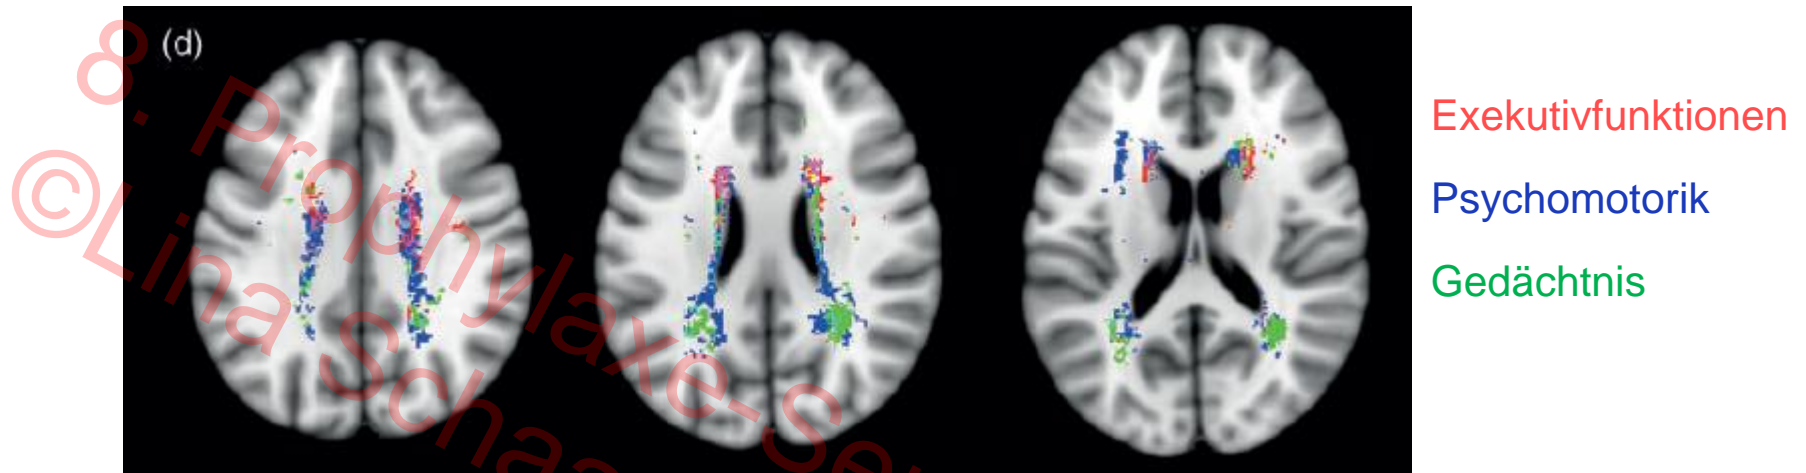 (d)
Exekutivfunktionen
Psychomotorik
Gedächtnis
8. Prophylaxe-Se
©Lina Scha